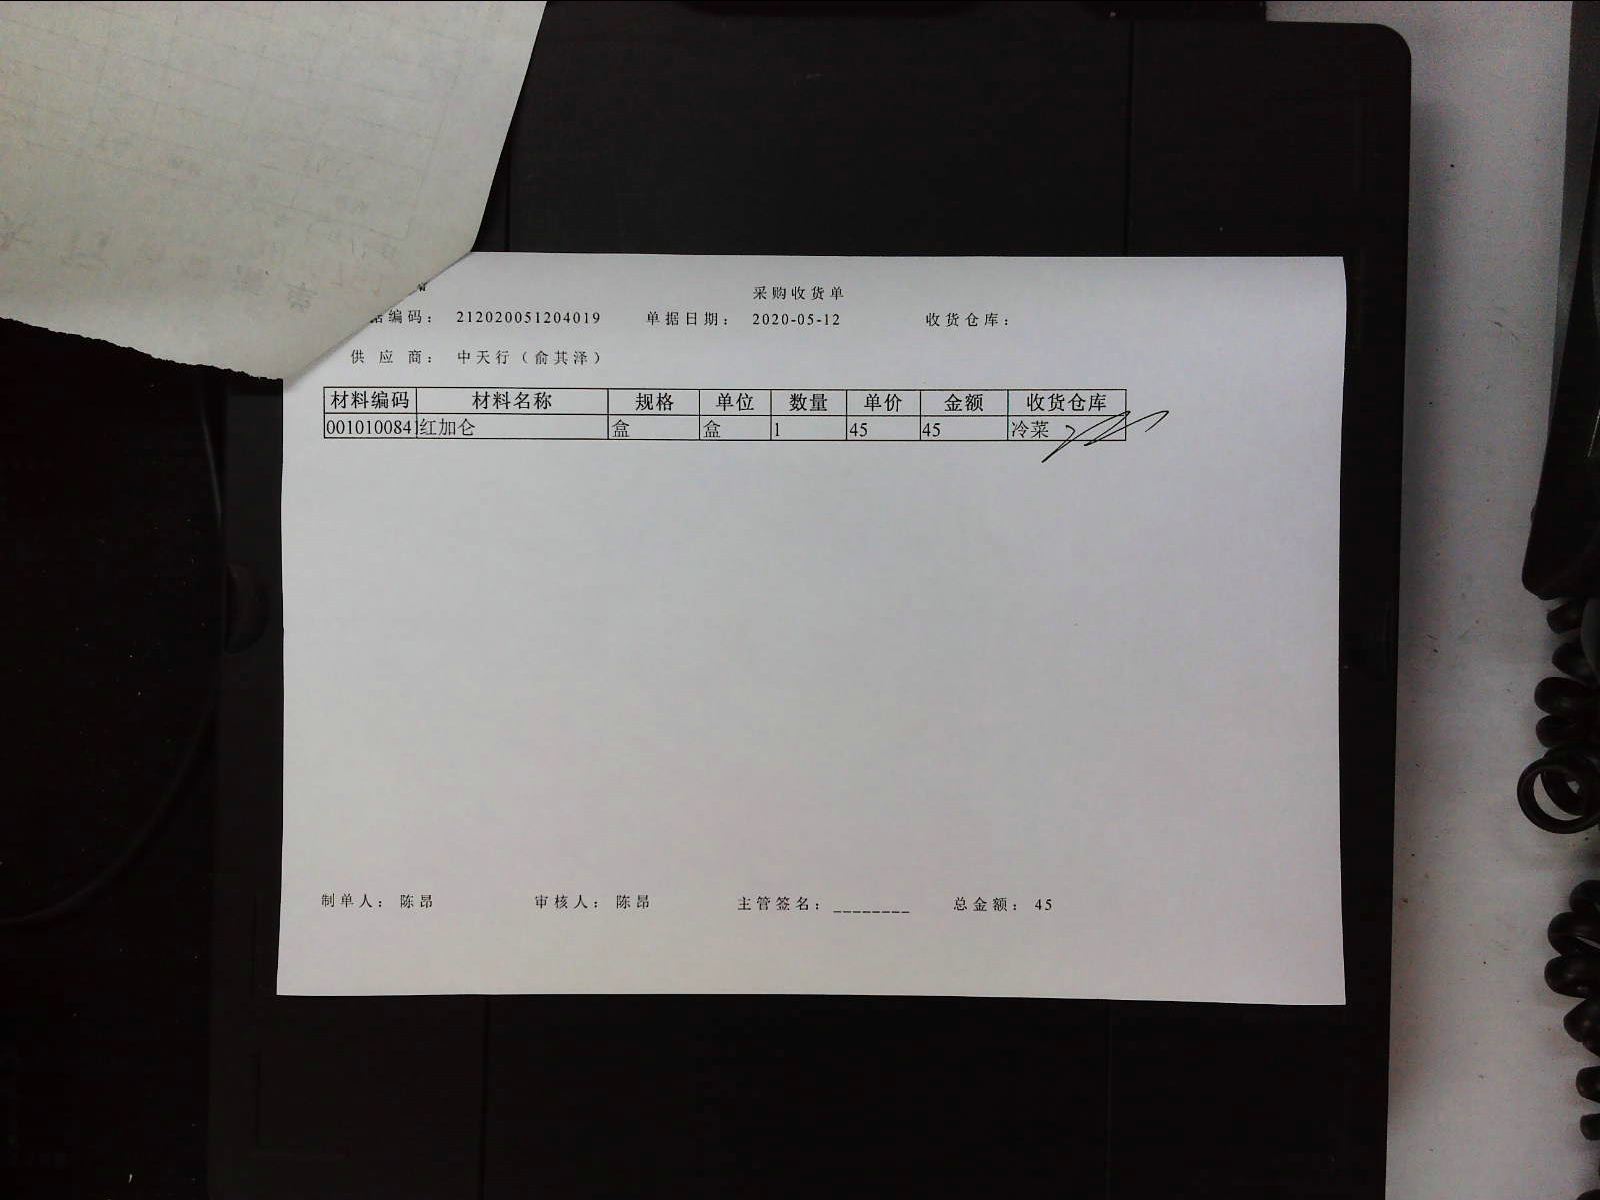 采购收货单
据编码： 212020051204019 单据日期： 2020-05-12 收货仓库：
供 应 商： 中天行（俞其泽）
材料编码 材料名称 规格 单位 数量 单价 金额 收货仓库
001010084 红加仑 盒 盒 1 45 45 冷菜
制单人： 陈昂 审核人： 陈昂 主管签名：________ 总金额： 45